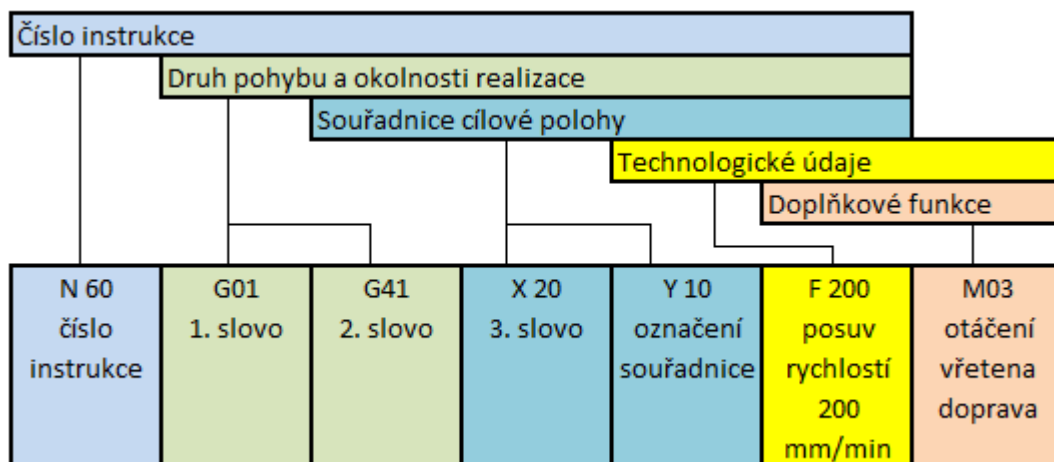 Číslo instrukce
Druh pohybu a okolnosti realizace
Souřadnice cílové polohy
Technologické údaje
Doplňkové funkce
N 60
číslo
instrukce
G01
1. slovo
G41
2. slovo
X 20
3. slovo
Y 10
označení
souřadnice
F 200
posuv
rychlostí
200
mm/min
M03
otáčení
vřetena
doprava